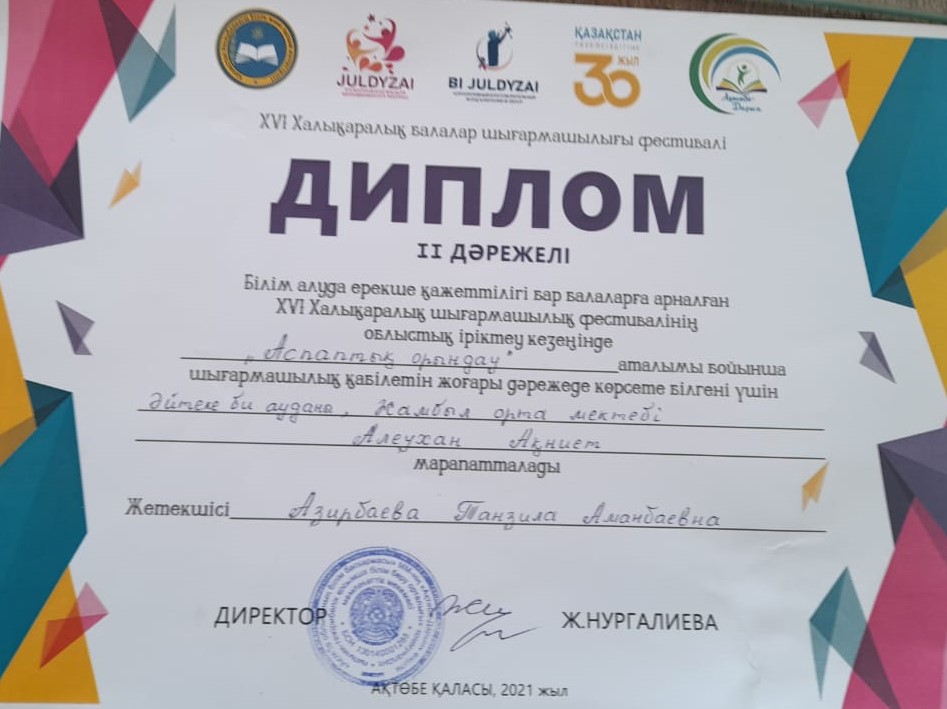 JULDYZAI
BI JULDYZAI
ҚАЗАҚСТАН
30 ЖЫЛ
Ақтөбе-Дарын
XVI Халықаралық балалар шығармашылығы фестивалі
ДИПЛОМ
II ДӘРЕЖЕЛІ
Білім алуда ерекше қажеттілігі бар балаларға арналған
XVI Халықаралық шығармашылық фестивалінің
облыстық іріктеу кезеңінде
"Аспаптық орындау" аталымы бойынша
шығармашылық қабілетін жоғары дәрежеде көрсете білгені үшін
Әйтеке би ауданы, Жамбыл орта мектебі
Алеухан Ақниет
марапатталады
Жетекшісі Азирбаева Танзила Аманбаевна
ДИРЕКТОР Ж.НУРГАЛИЕВА
АҚТӨБЕ ҚАЛАСЫ, 2021 жыл